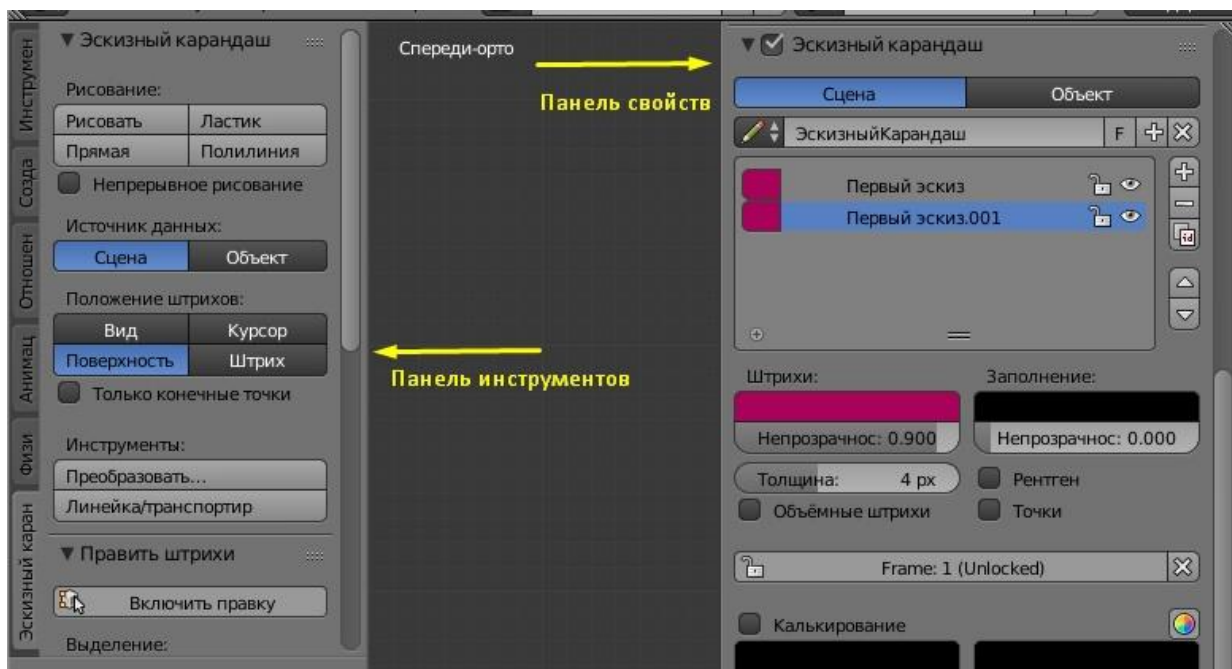 Эскизный карандаш
Рисование:
Рисовать Ластик
Прямая Полилиния
Непрерывное рисование
Источник данных:
Сцена Объект
Положение штрихов:
Вид Курсор
Поверхность Штрих
Только конечные точки
Инструменты:
Преобразовать...
Линейка/транспортир
Править штрихи
Включить правку
Выделение:
Инструмен
Созда
Отношен
Анимац
Физи
Эскизный каран
Спереди-орто
Панель свойств
Панель инструментов
Эскизный карандаш
Сцена Объект
ЭскизныйКарандаш F
Первый эскиз
Первый эскиз.001
id
Штрихи: Заполнение:
Непрозрачнос: 0.900 Непрозрачнос: 0.000
Толщина: 4 px Рентген
Объёмные штрихи Точки
Frame: 1 (Unlocked)
Калькирование